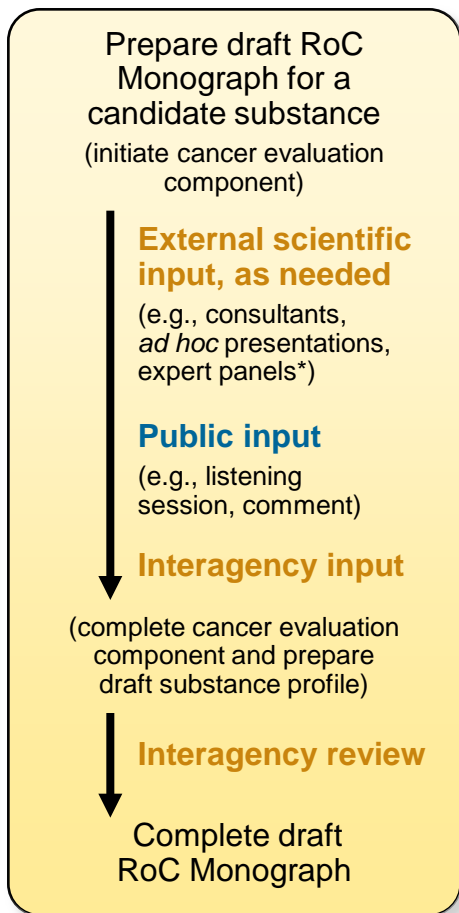 Prepare draft RoC
Monograph for a
candidate substance
(initiate cancer evaluation
component)
External scientific
input, as needed
(e.g., consultants,
ad hoc presentations,
expert panels*)
Public input
(e.g., listening
session, comment)
Interagency input
(complete cancer evaluation
component and prepare
draft substance profile)
Interagency review
Complete draft
RoC Monograph